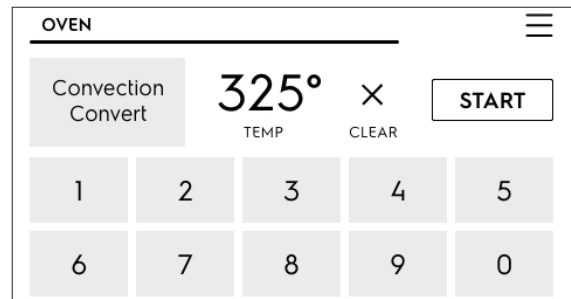 OVEN
Convection
Convert
325°
TEMP
×
CLEAR
START
1 2 3 4 5
6 7 8 9 0